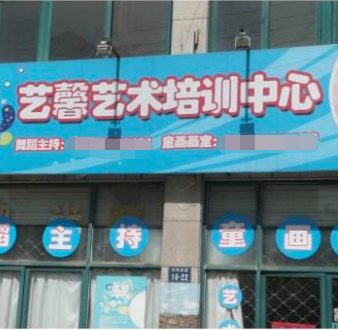 艺馨艺术培训中心
舞蹈主持: 童画画室:
蹈主持 童画
16-22
艺